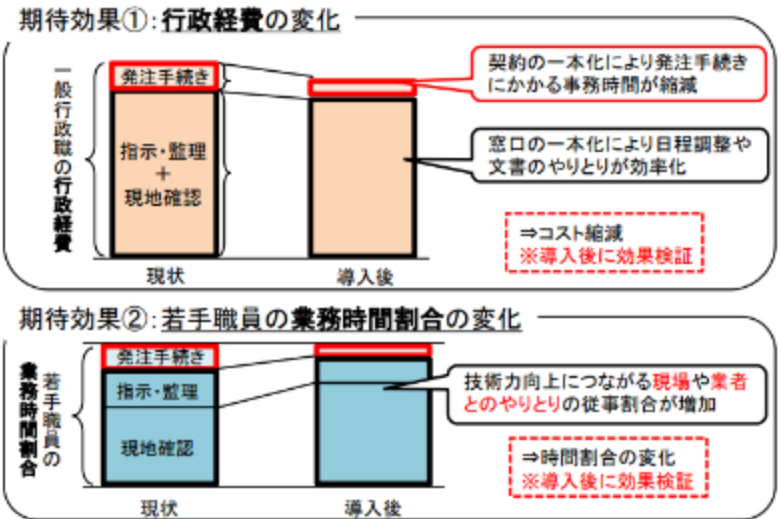 期待効果①:行政経費の変化
一般行政職の行政経費
発注手続き
指示・監理
+
現地確認
現状
導入後
契約の一本化により発注手続き
にかかる事務時間が縮減
窓口の一本化により日程調整や
文書のやりとりが効率化
⇒コスト縮減
※導入後に効果検証
期待効果②:若手職員の業務時間割合の変化
若手職員の
業務時間割合
発注手続き
指示・監理
現地確認
現状
導入後
技術力向上につながる現場や業者
とのやりとりの従事割合が増加
⇒時間割合の変化
※導入後に効果検証